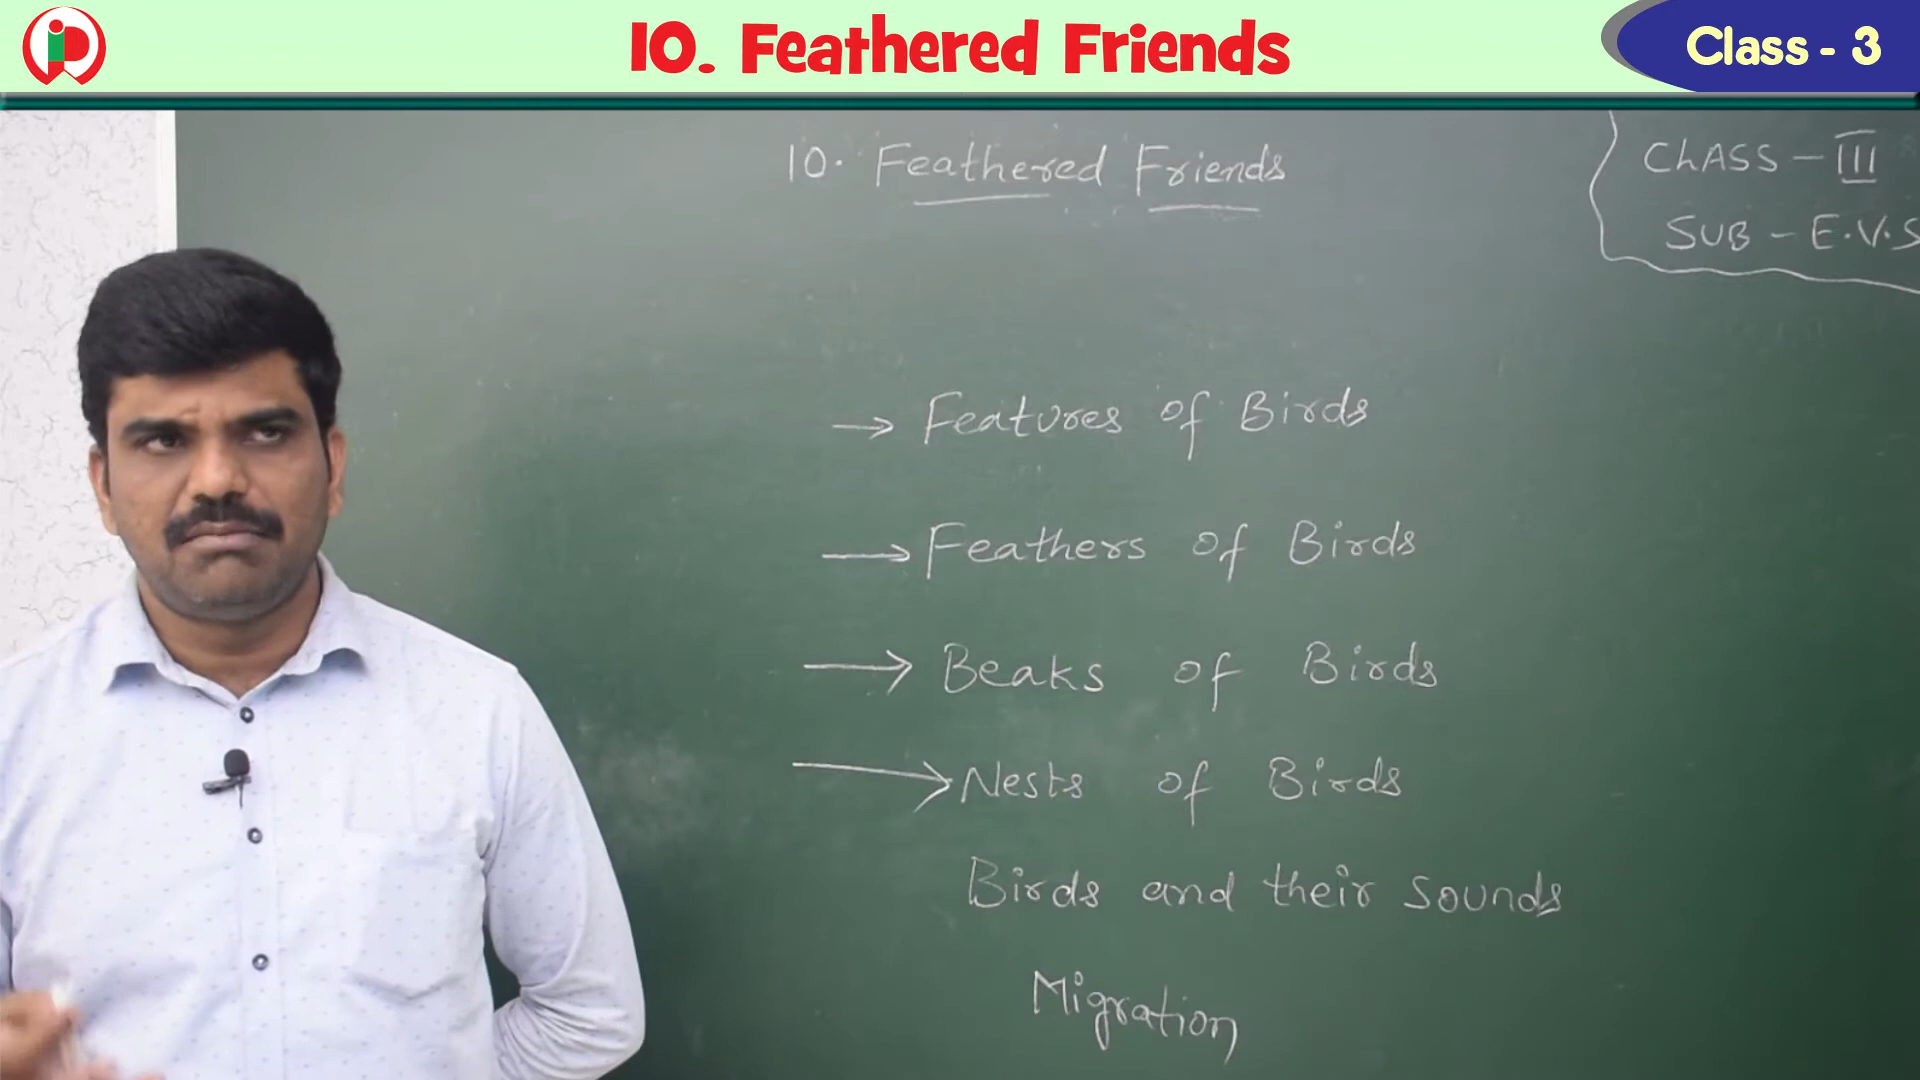 10. Feathered Friends
Class - 3
10. Feathered Friends
CLASS - III
SUB - E.V.S
→ Features of Birds
→ Feathers of Birds
→ Beaks of Birds
→ Nests of Birds
Birds and their sounds
Migration